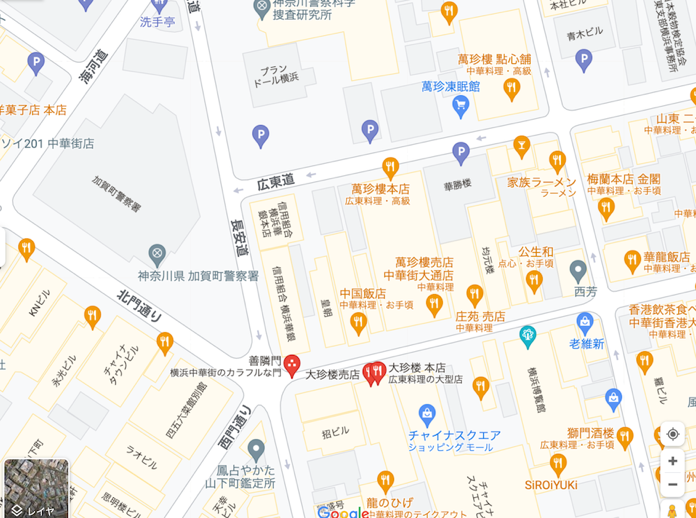 神奈川県警察科学
捜査研究所
本社ビル
洗手亭
青木ビル
海河道
ブラン
ドール横浜
萬珍樓 點心舗
中華料理・高級
萬珍凍眠館
洋菓子店 本店
ソイ201 中華街店
広東道
萬珍樓本店
広東料理・高級
華勝楼
家族ラーメン
ラーメン
梅蘭本店 金閣
中華料理・お手頃
加賀町警察署
長安道
信用組合
横浜華
銀本店
神奈川県 加賀町警察署
信用組合 横浜華銀
皇朝
萬珍樓売店
中華街大通店
中華料理
均元楼
公生和
点心・お手頃
華龍飯店
中華料理・お手頃
西芳
KNビル
北門通り
中国飯店
中華料理・お手頃
庄苑 売店
中華料理
老維新
香港飲茶食べ
中華街香港大
永光ビル
チャイナ
タウンビル
善隣門
横浜中華街のカラフルな門
大珍楼売店
大珍楼 本店
広東料理の大型店
横浜博覧館
四五六菜館別館
西門通り
招ビル
チャイナスクエア
ショッピング モール
獅門酒楼
広東料理・お手頃
ラオビル
鳳占やかた
山下町鑑定所
SiROiYUKi
思明楼ビル
レイヤ
龍のひげ
中華料理のテイクアウト
Google
チャイナ
スクエアビ